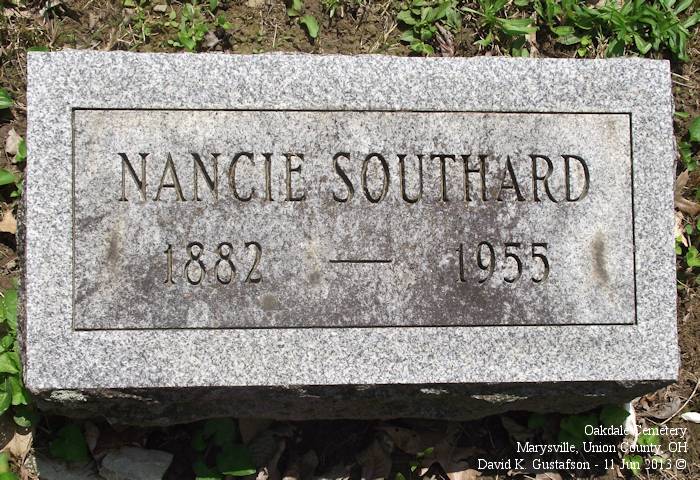 NANCIE SOUTHARD
1882 — 1955
Oakdale Cemetery
Marysville, Union County, OH
David K. Gustafson - 11 Jun 2013 ©